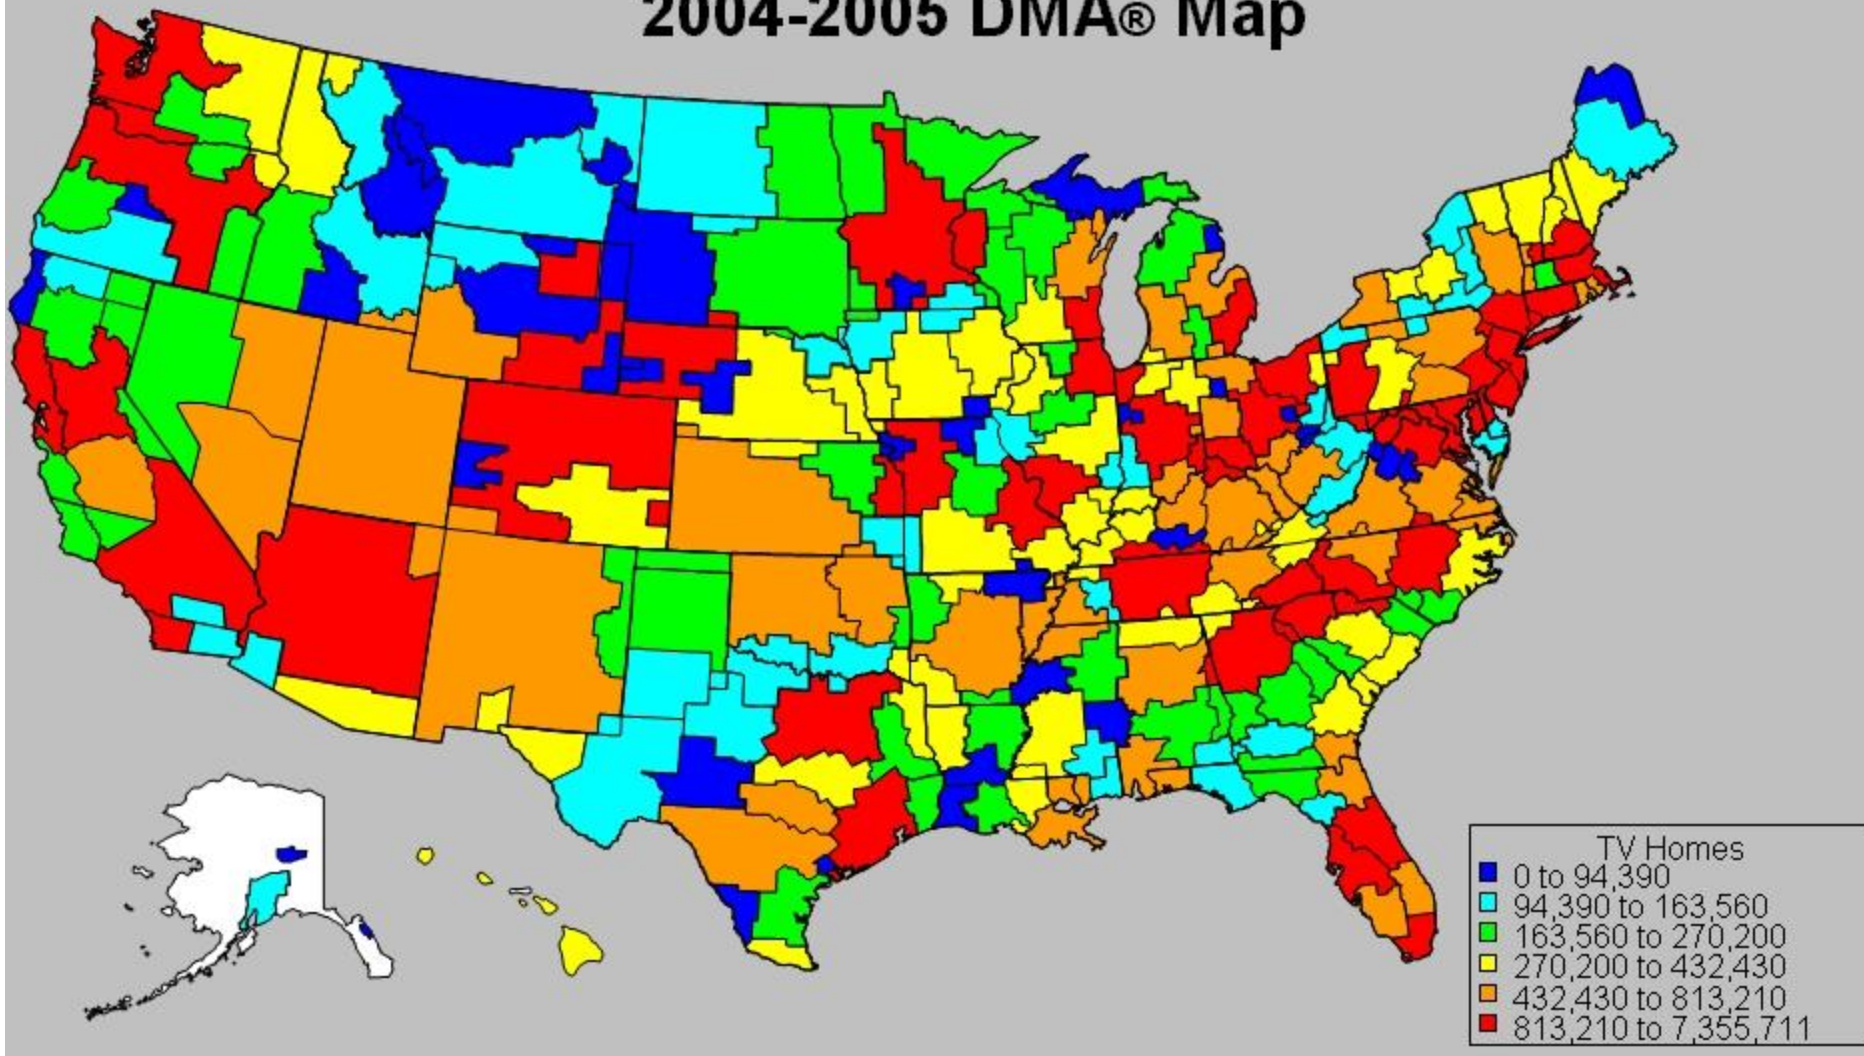 2004-2005 DMA® Map
TV Homes
0 to 94,390
94,390 to 163,560
163,560 to 270,200
270,200 to 432,430
432,430 to 813,210
813,210 to 7,355,711